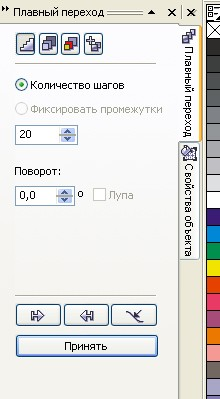 Плавный переход
Количество шагов
Фиксировать промежутки
20
Поворот:
0,0 o Лупа
Принять
Плавный переход
Свойства объекта